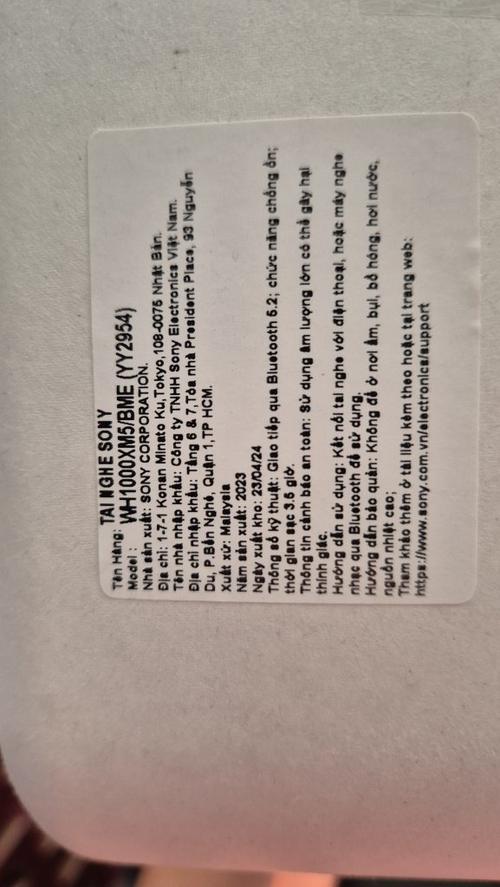 Tên Hàng: TAI NGHE SONY
Model : WH1000XM5/BME (YY2954)
Nhà sản xuất: SONY CORPORATION.
Địa chỉ: 1-7-1 Konan Minato Ku,Tokyo,108-0075 Nhật Bản.
Tên nhà nhập khẩu: Công ty TNHH Sony Electronics Việt Nam.
Địa chỉ nhập khẩu: Tầng 6 & 7,Tòa nhà President Place, 93 Nguyễn
Du, P.Bến Nghé, Quận 1,TP HCM.
Xuất xứ: Malaysia
Năm sản xuất: 2023
Ngày xuất kho: 23/04/24
Thông số kỹ thuật: Giao tiếp qua Bluetooth 5.2; chức năng chống ồn;
thời gian sạc 3.5 giờ.
Thông tin cảnh báo an toàn: Sử dụng âm lượng lớn có thể gây hại
thính giác.
Hướng dẫn sử dụng: Kết nối tai nghe với điện thoại, hoặc máy nghe
nhạc qua Bluetooth để sử dụng.
Hướng dẫn bảo quản: Không để ở nơi ẩm, bụi, bồ hóng, hơi nước,
nguồn nhiệt cao;
Tham khảo thêm ở tài liệu kèm theo hoặc tại trang web:
https://www.sony.com.vn/electronics/support